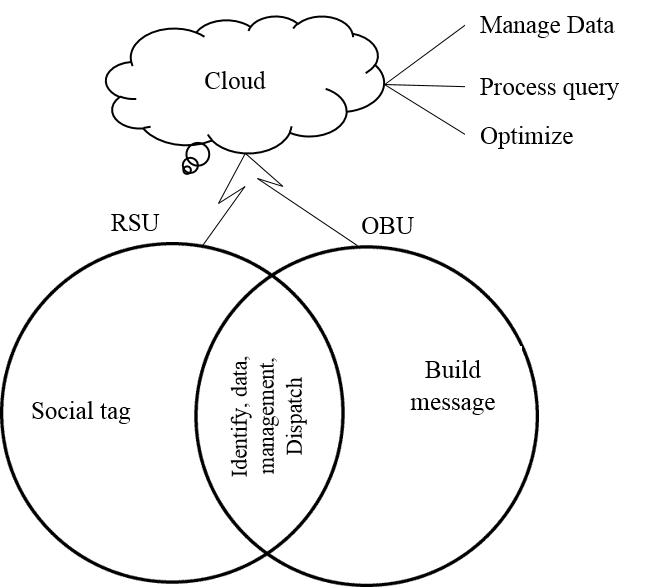 Manage Data
Cloud
Process query
Optimize
RSU
OBU
Social tag
Identify, data,
management,
Dispatch
Build
message